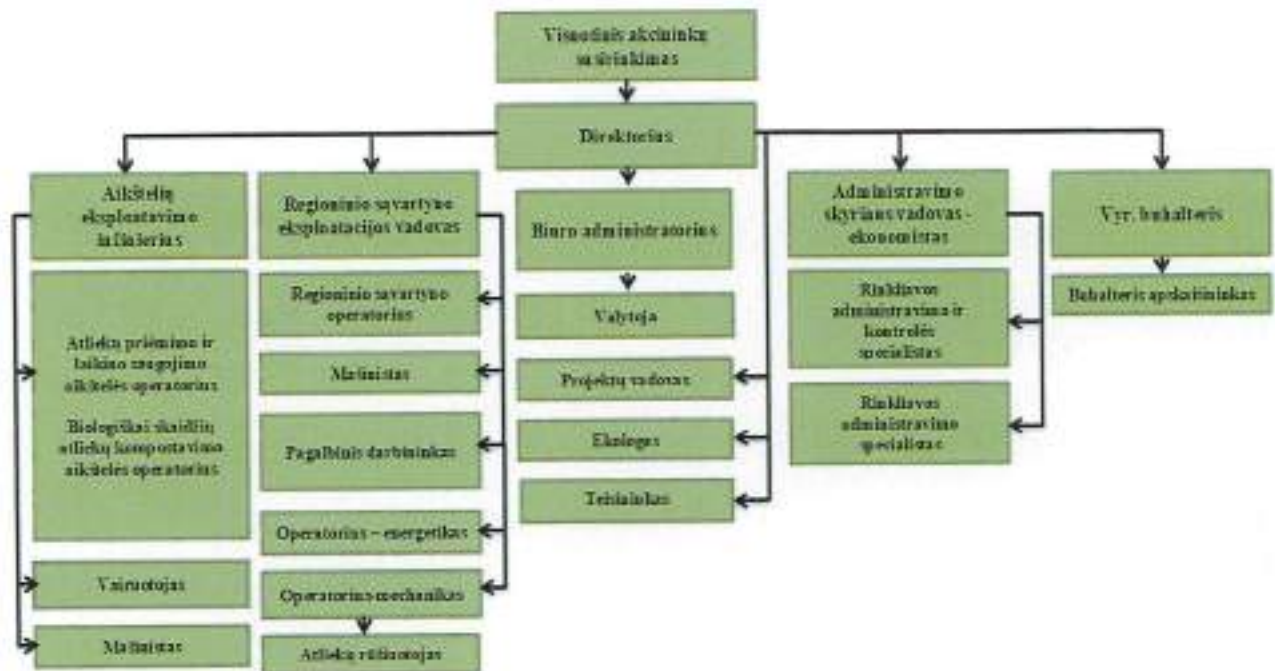 Visuotinis akcininkų
susirinkimas
Direktorius
Aikštelių
eksploatavimo
inžinierius
Atliekų priėmimo ir
laikino saugojimo
aikštelės operatorius
Biologiškai skaidžių
atliekų kompostavimo
aikštelės operatorius
Vairuotojas
Mašinistas
Regioninio sąvartyno
eksploatacijos vadovas
Regioninio sąvartyno
operatorius
Mašinistas
Pagalbinis darbininkas
Operatorius – energetikas
Operatorius-mechanikas
Atliekų rūšiuotojas
Biuro administratorius
Valytoja
Projektų vadovas
Ekologas
Teisininkas
Administravimo
skyriaus vadovas -
ekonomistas
Rinkliavos
administravimo ir
kontrolės
specialistas
Rinkliavos
administravimo
specialistas
Vyr. buhalteris
Buhalteris apskaitininkas